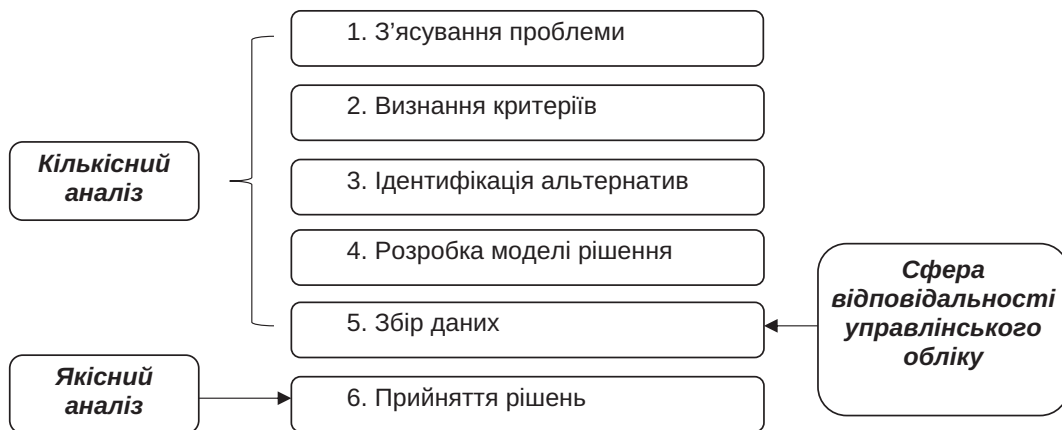 1. З’ясування проблеми
2. Визнання критеріїв
Кількісний
аналіз
3. Ідентифікація альтернатив
4. Розробка моделі рішення
Сфера
відповідальності
управлінського
обліку
5. Збір даних
Якісний
аналіз
6. Прийняття рішень